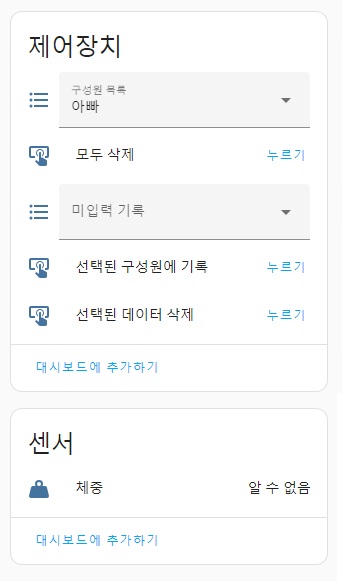 제어장치
구성원 목록
아빠
모두 삭제 누르기
미입력 기록
선택된 구성원에 기록 누르기
선택된 데이터 삭제 누르기
대시보드에 추가하기
센서
체중 알 수 없음
대시보드에 추가하기